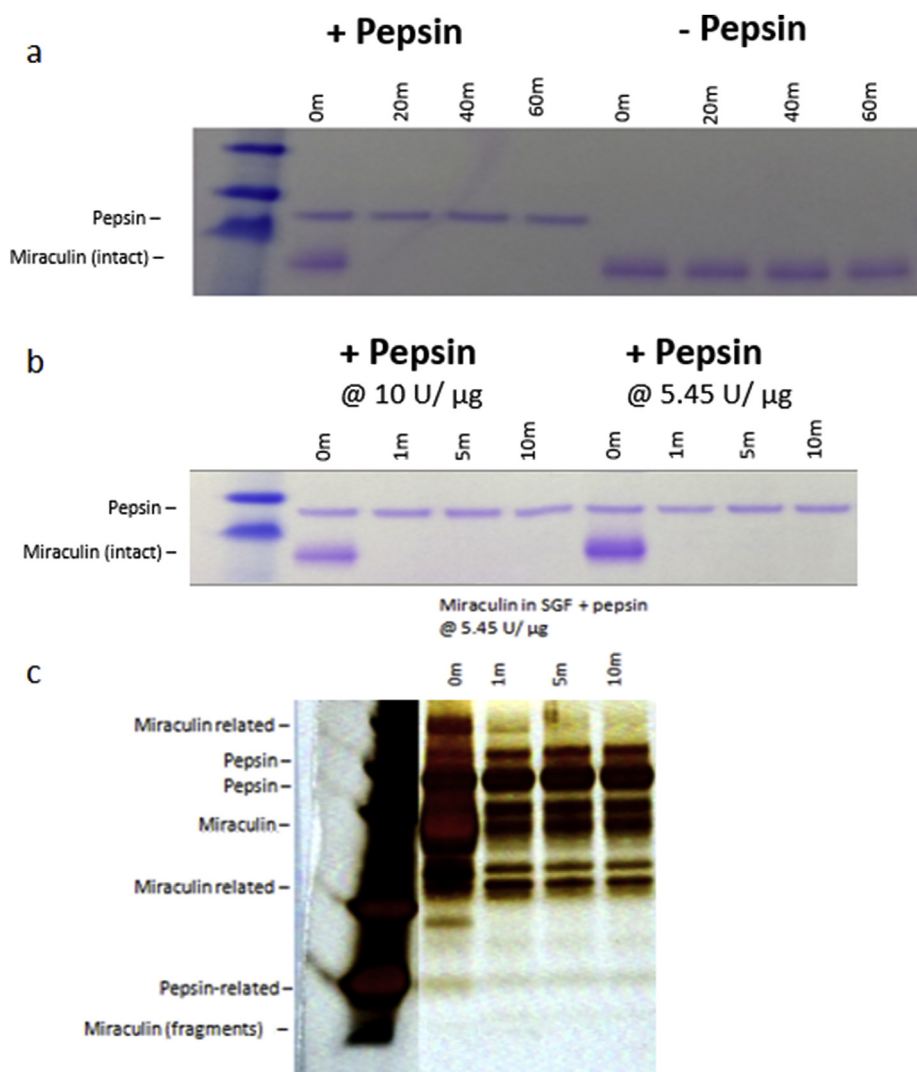 a
+ Pepsin
- Pepsin
0m 20m 40m 60m 0m 20m 40m 60m
Pepsin –
Miraculin (intact) –
b
+ Pepsin
@ 10 U/ µg
+ Pepsin
@ 5.45 U/ µg
0m 1m 5m 10m 0m 1m 5m 10m
Pepsin –
Miraculin (intact) –
Miraculin in SGF + pepsin
@ 5.45 U/ µg
c
0m 1m 5m 10m
Miraculin related –
Pepsin –
Pepsin –
Miraculin –
Miraculin related –
Pepsin-related –
Miraculin (fragments) –